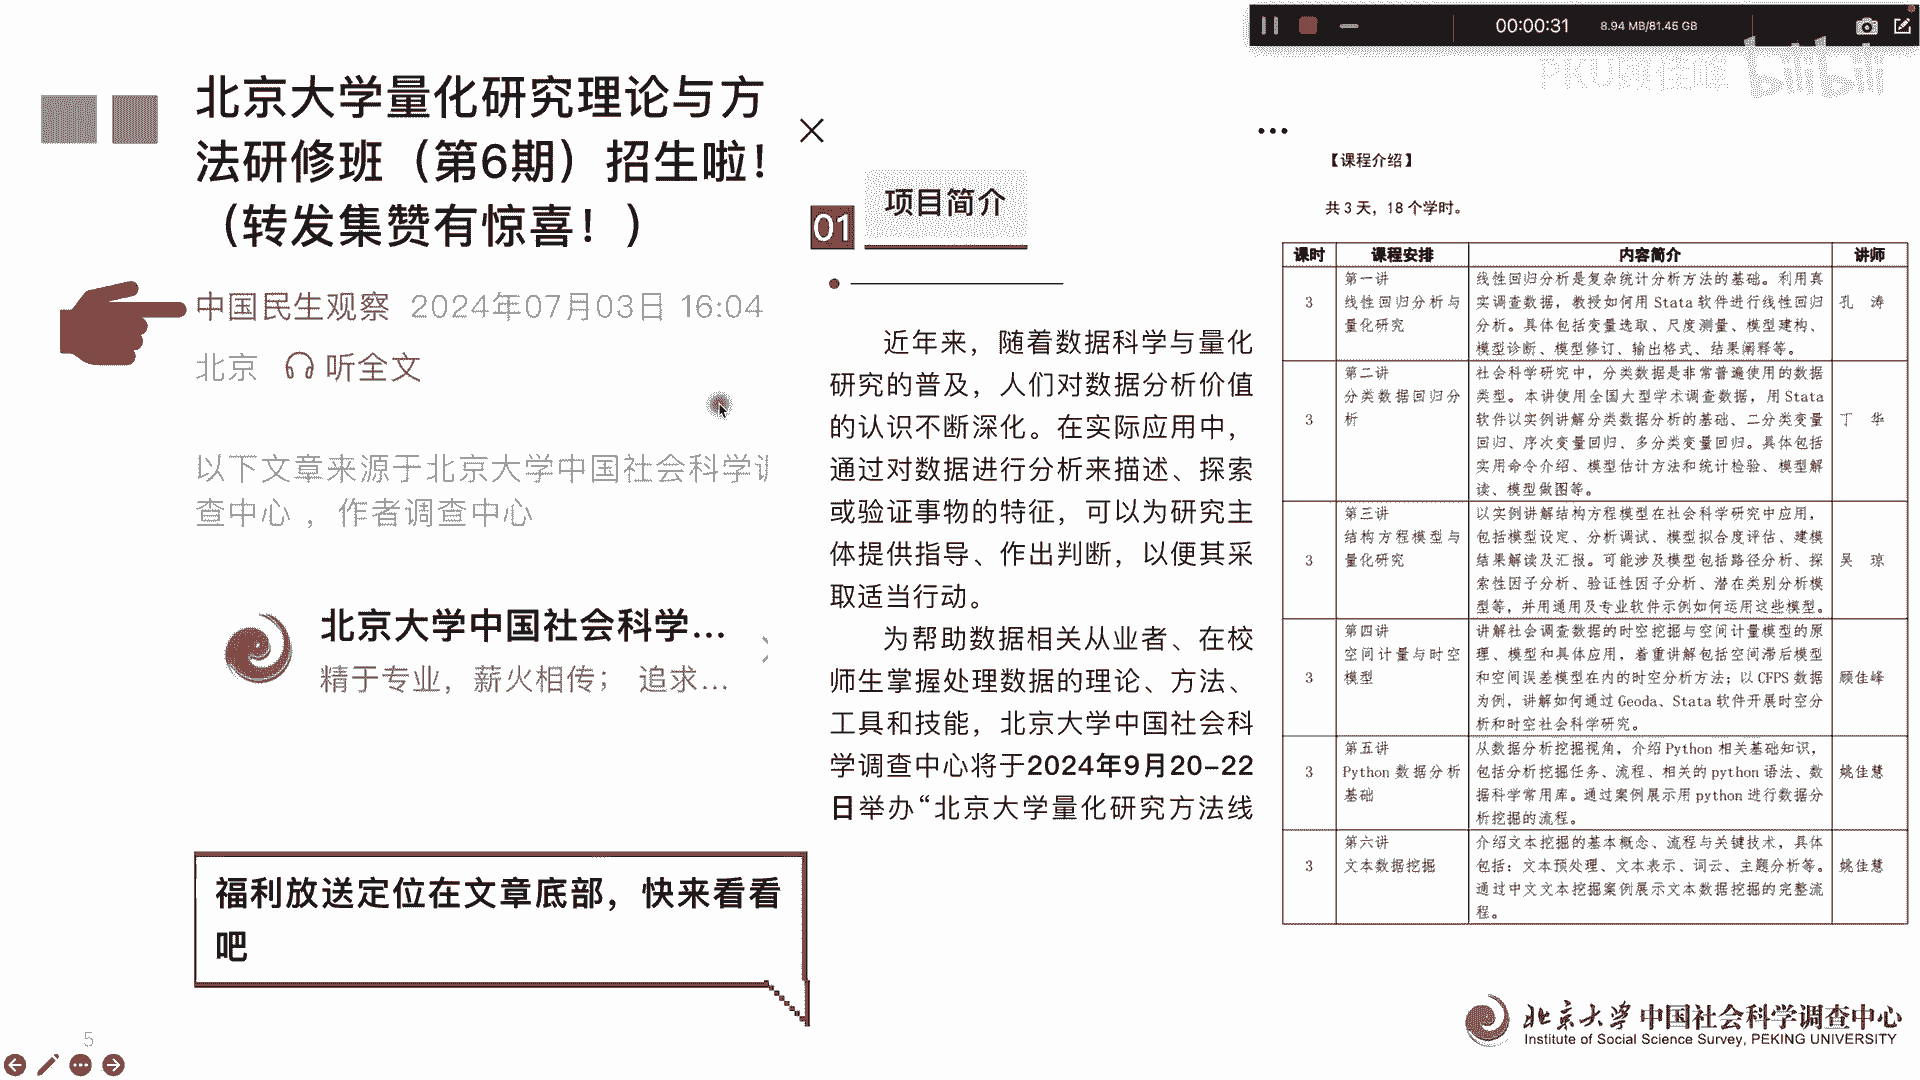 00:00:31
8.94 MB/81.45 GB
PKU顾佳峰
bilibili
北京大学量化研究理论与方
法研修班（第6期）招生啦！
（转发集赞有惊喜！）
中国民生观察 2024年07月03日 16:04
北京 听全文
以下文章来源于北京大学中国社会科学调
查中心 ，作者调查中心
北京大学中国社会科学...
精于专业，薪火相传； 追求...
福利放送定位在文章底部，快来看看
吧
5
01
项目简介
近年来，随着数据科学与量化
研究的普及，人们对数据分析价值
的认识不断深化。在实际应用中，
通过对数据进行分析来描述、探索
或验证事物的特征，可以为研究主
体提供指导、作出判断，以便其采
取适当行动。
为帮助数据相关从业者、在校
师生掌握处理数据的理论、方法、
工具和技能，北京大学中国社会科
学调查中心将于2024年9月20-22
日举办“北京大学量化研究方法线
【课程介绍】
共 3 天，18 个学时。
课时 课程安排 内容简介 讲师
3
第一讲
线性回归分析与
量化研究
线性回归分析是复杂统计分析方法的基础。利用真
实调查数据，教授如何用 Stata 软件进行线性回归
分析。具体包括变量选取、尺度测量、模型建构、
模型诊断、模型修订、输出格式、结果阐释等。
孔 涛
3
第二讲
分类数据回归分
析
社会科学研究中，分类数据是非常普遍使用的数据
类型。本讲使用全国大型学术调查数据，用 Stata
软件以实例讲解分类数据分析的基础、二分类变量
回归、序次变量回归、多分类变量回归。具体包括
实用命令介绍、模型估计方法和统计检验、模型解
读、模型做图等。
丁 华
3
第三讲
结构方程模型与
量化研究
以实例讲解结构方程模型在社会科学研究中应用，
包括模型设定、分析调试、模型拟合度评估、建模
结果解读及汇报。可能涉及模型包括路径分析、探
索性因子分析、验证性因子分析、潜在类别分析模
型等，并用通用及专业软件示例如何运用这些模型。
吴 琼
3
第四讲
空间计量与时空
模型
讲解社会调查数据的时空挖掘与空间计量模型的原
理、模型和具体应用，着重讲解包括空间滞后模型
和空间误差模型在内的时空分析方法；以 CFPS 数据
为例，讲解如何通过 Geoda、Stata 软件开展时空分
析和时空社会科学研究。
顾佳峰
3
第五讲
Python 数据分析
基础
从数据分析挖掘视角，介绍 Python 相关基础知识，
包括分析挖掘任务、流程、相关的 python 语法、数
据科学常用库。通过案例展示用 python 进行数据分
析挖掘的流程。
姚佳慧
3
第六讲
文本数据挖掘
介绍文本挖掘的基本概念、流程与关键技术，具体
包括：文本预处理、文本表示、词云、主题分析等。
通过中文文本挖掘案例展示文本数据挖掘的完整流
程。
姚佳慧
北京大学 中国社会科学调查中心
Institute of Social Science Survey, PEKING UNIVERSITY